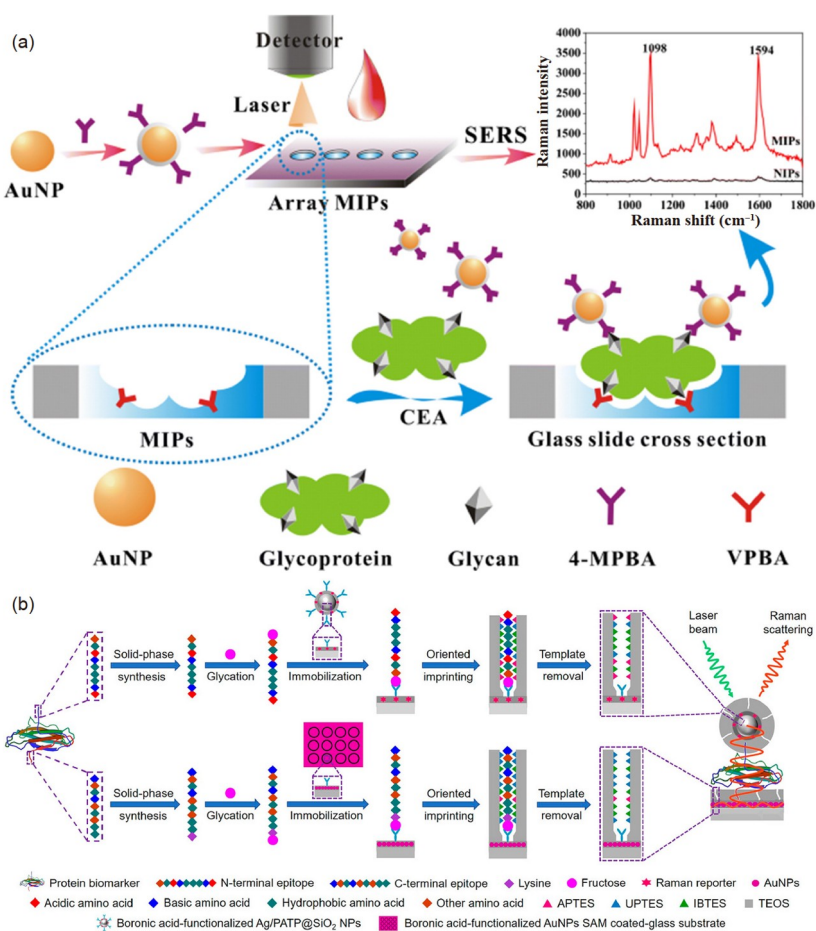 (a)
Detector
Laser
AuNP
Array MIPs
SERS
Raman intensity
4000
3500
3000
2500
2000
1500
1000
500
0
1098
1594
MIPs
NIPs
800 1000 1200 1400 1600 1800
Raman shift (cm⁻¹)
MIPs
CEA
Glass slide cross section
AuNP
Glycoprotein
Glycan
4-MPBA
VPBA
(b)
Solid-phase
synthesis
Glycation
Immobilization
Oriented
imprinting
Template
removal
Laser
beam
Raman
scattering
Solid-phase
synthesis
Glycation
Immobilization
Oriented
imprinting
Template
removal
Protein biomarker N-terminal epitope C-terminal epitope Lysine Fructose Raman reporter AuNPs
Acidic amino acid Basic amino acid Hydrophobic amino acid Other amino acid APTES UPTES IBTES TEOS
Boronic acid-functionalized Ag/PATP@SiO₂ NPs Boronic acid-functionalized AuNPs SAM coated-glass substrate